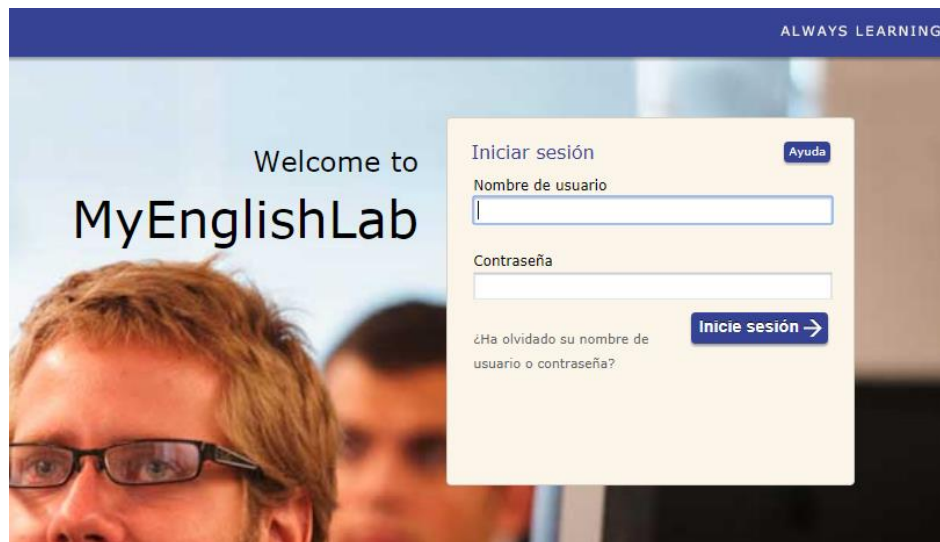 ALWAYS LEARNING
Welcome to
MyEnglishLab
Iniciar sesión
Ayuda
Nombre de usuario
Contraseña
¿Ha olvidado su nombre de
usuario o contraseña?
Inicie sesión